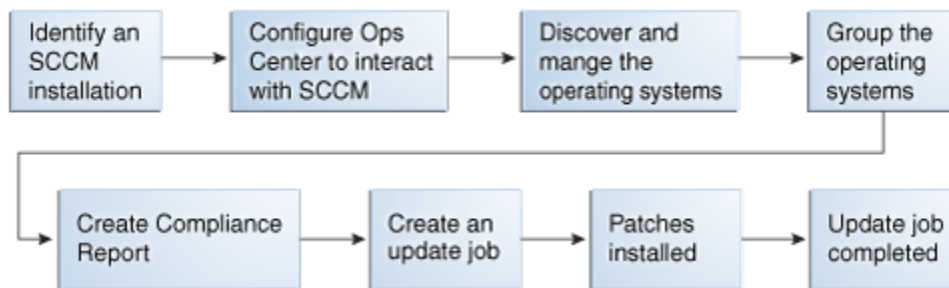 Identify an
SCCM
installation
Configure Ops
Center to interact
with SCCM
Discover and
mange the
operating systems
Group the
operating
systems
Create Compliance
Report
Create an
update job
Patches
installed
Update job
completed